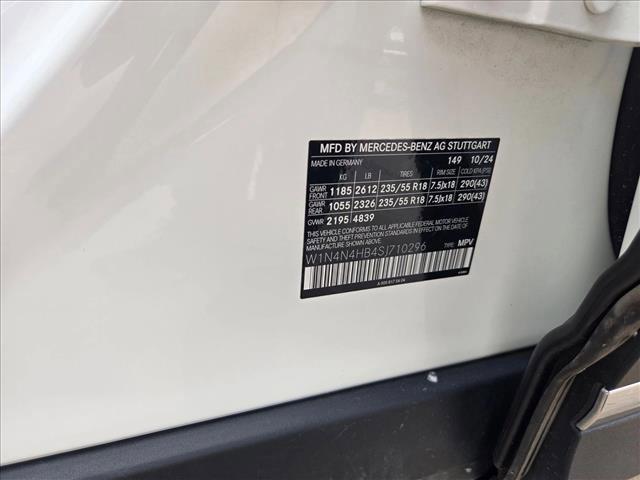 MFD BY MERCEDES-BENZ AG STUTTGART
MADE IN GERMANY 149 10/24
KG LB TIRES RIM SIZE COLD KPA/(PSI)
GAWR FRONT 1185 2612 235/55 R18 7.5Jx18 290(43)
GAWR REAR 1055 2326 235/55 R18 7.5Jx18 290(43)
GVWR 2195 4839
THIS VEHICLE CONFORMS TO ALL APPLICABLE FEDERAL MOTOR VEHICLE
SAFETY STANDARDS IN EFFECT ON THE DATE OF
MANUFACTURE SHOWN ABOVE.
W1N4N4HB4SJ710296 TYPE: MPV